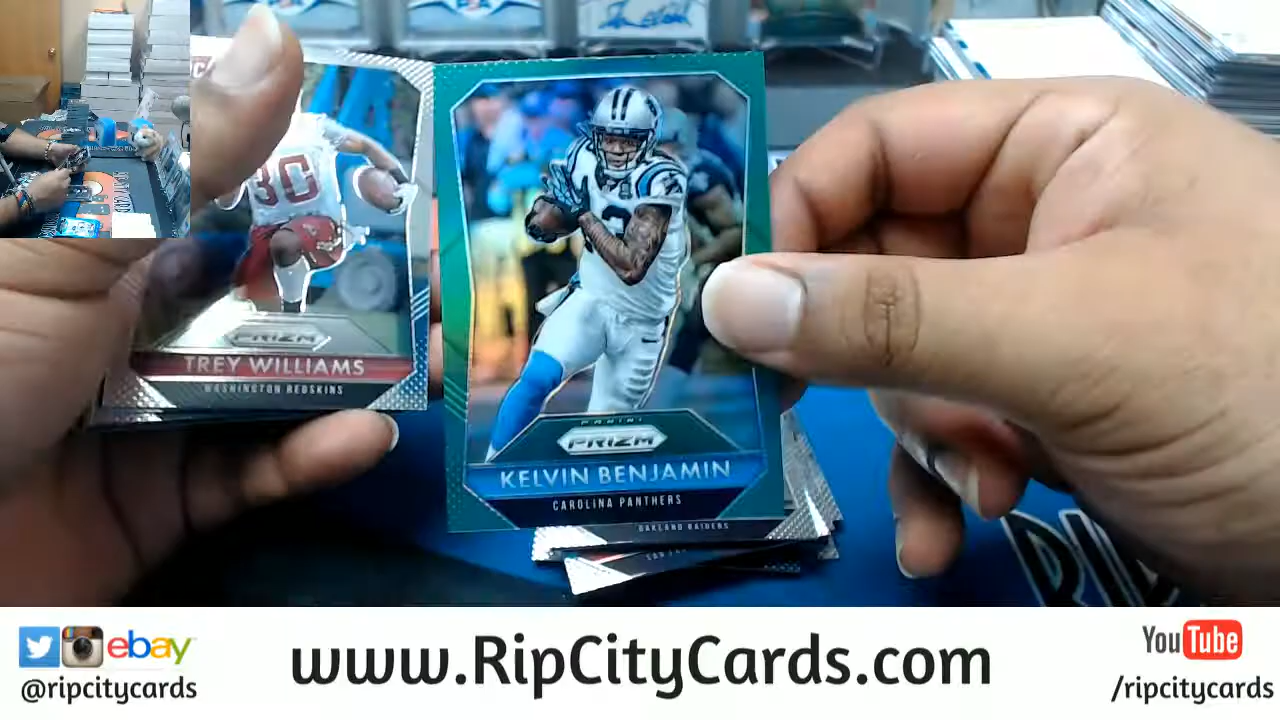 30
PRIZM
TREY WILLIAMS
WASHINGTON REDSKINS
PANINI
PRIZM
KELVIN BENJAMIN
CAROLINA PANTHERS
OAKLAND RAIDERS
ebay
@ripcitycards
www.RipCityCards.com
YouTube
/ripcitycards